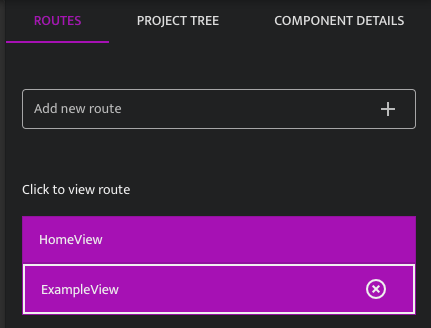 ROUTES PROJECT TREE COMPONENT DETAILS
Add new route
Click to view route
HomeView
ExampleView